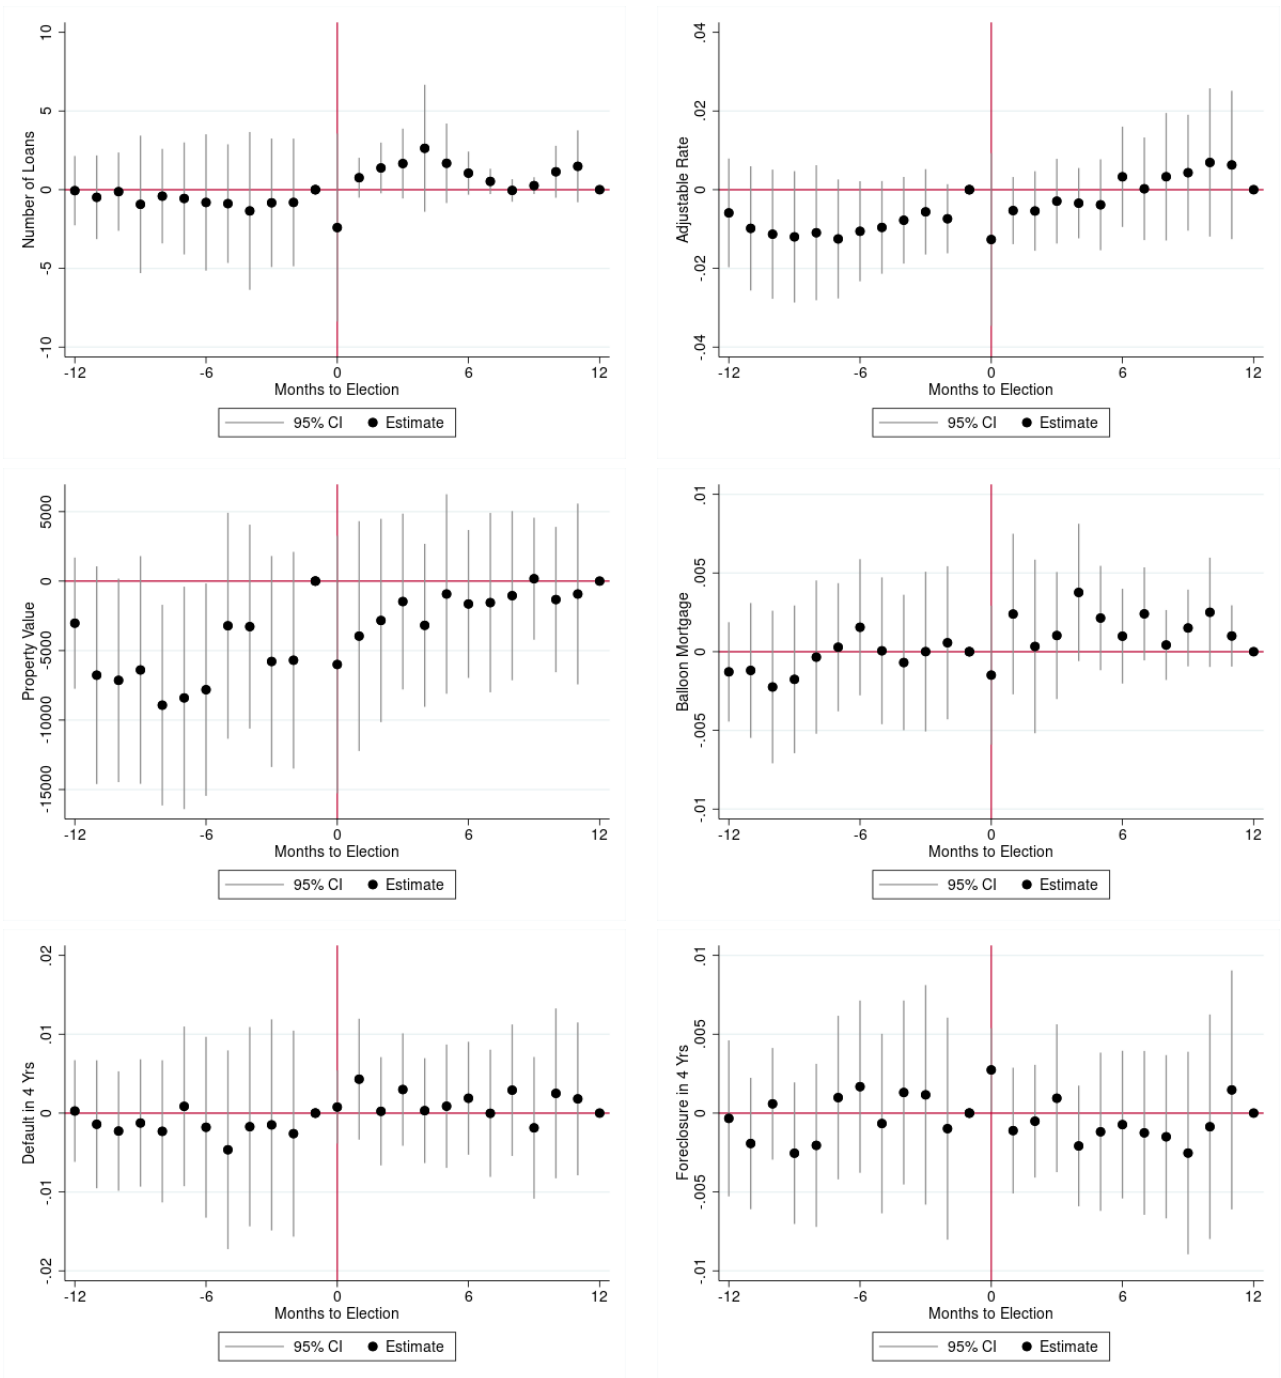 Number of Loans
10
5
0
-5
-10
-12 -6 0 6 12
Months to Election
95% CI Estimate
Adjustable Rate
.04
.02
0
-.02
-.04
-12 -6 0 6 12
Months to Election
95% CI Estimate
Property Value
5000
0
-5000
-10000
-15000
-12 -6 0 6 12
Months to Election
95% CI Estimate
Balloon Mortgage
.01
.005
0
-.005
-.01
-12 -6 0 6 12
Months to Election
95% CI Estimate
Default in 4 Yrs
.02
.01
0
-.01
-.02
-12 -6 0 6 12
Months to Election
95% CI Estimate
Foreclosure in 4 Yrs
.01
.005
0
-.005
-.01
-12 -6 0 6 12
Months to Election
95% CI Estimate